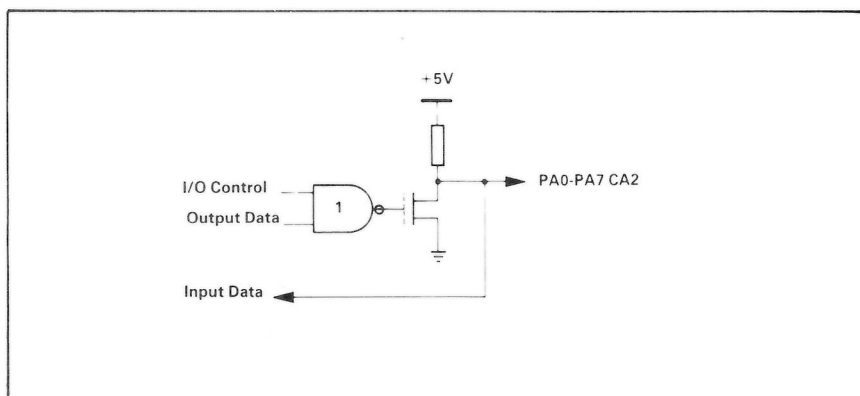 +5V
I/O Control
1
PA0-PA7 CA2
Output Data
Input Data